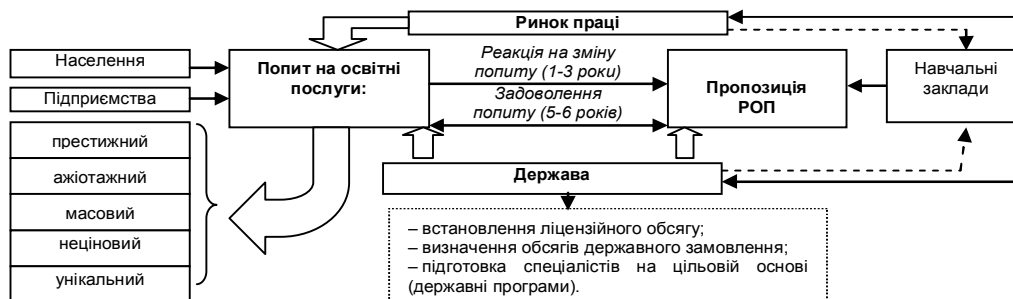 Ринок праці
Населення
Підприємства
Попит на освітні
послуги:
Реакція на зміну
попиту (1-3 роки)
Задоволення
попиту (5-6 років)
Пропозиція
РОП
Навчальні
заклади
престижний
ажіотажний
масовий
неціновий
унікальний
Держава
– встановлення ліцензійного обсягу;
– визначення обсягів державного замовлення;
– підготовка спеціалістів на цільовій основі
(державні програми).